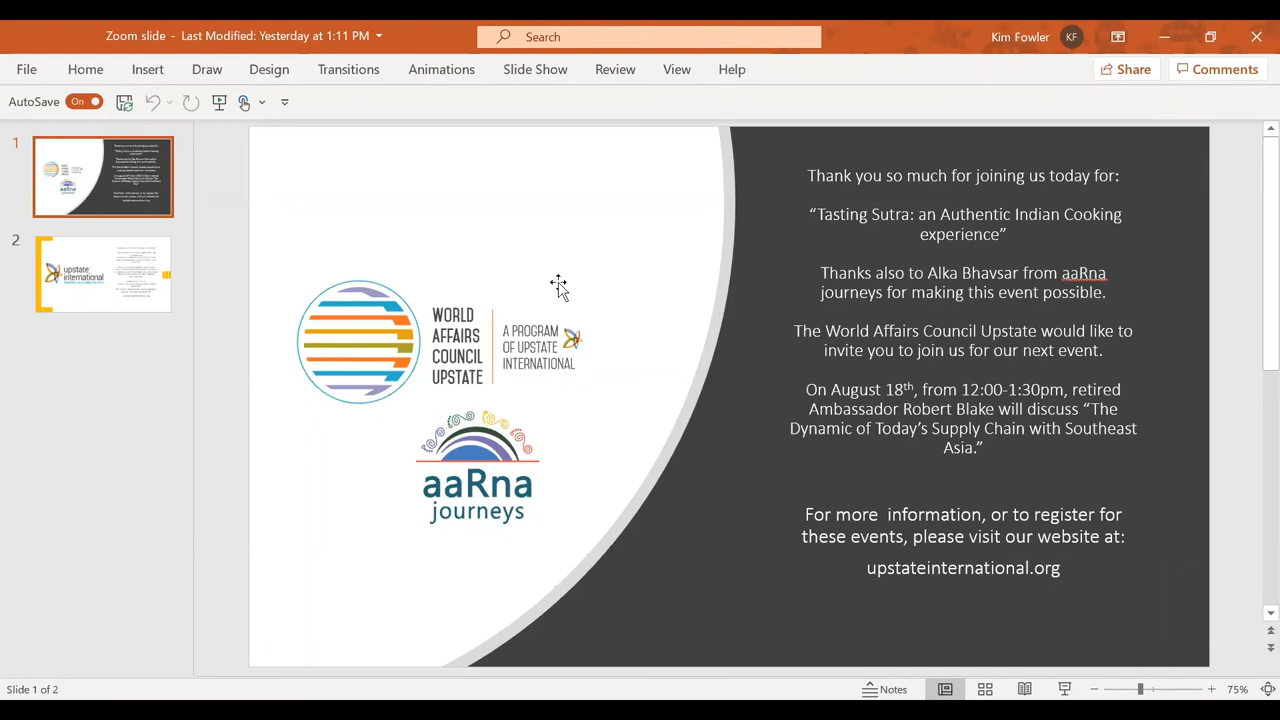 Zoom slide - Last Modified: Yesterday at 1:11 PM
Search
Kim Fowler
KF
File Home Insert Draw Design Transitions Animations Slide Show Review View Help
Share
Comments
AutoSave On
1
2
upstate
international
WORLD
AFFAIRS
COUNCIL
UPSTATE
A PROGRAM
OF UPSTATE
INTERNATIONAL
aaRna
journeys
Thank you so much for joining us today for:
“Tasting Sutra: an Authentic Indian Cooking
experience”
Thanks also to Alka Bhavsar from aaRna
journeys for making this event possible.
The World Affairs Council Upstate would like to
invite you to join us for our next event.
On August 18th, from 12:00-1:30pm, retired
Ambassador Robert Blake will discuss “The
Dynamic of Today’s Supply Chain with Southeast
Asia.”
For more  information, or to register for
these events, please visit our website at:
upstateinternational.org
Slide 1 of 2
Notes
75%